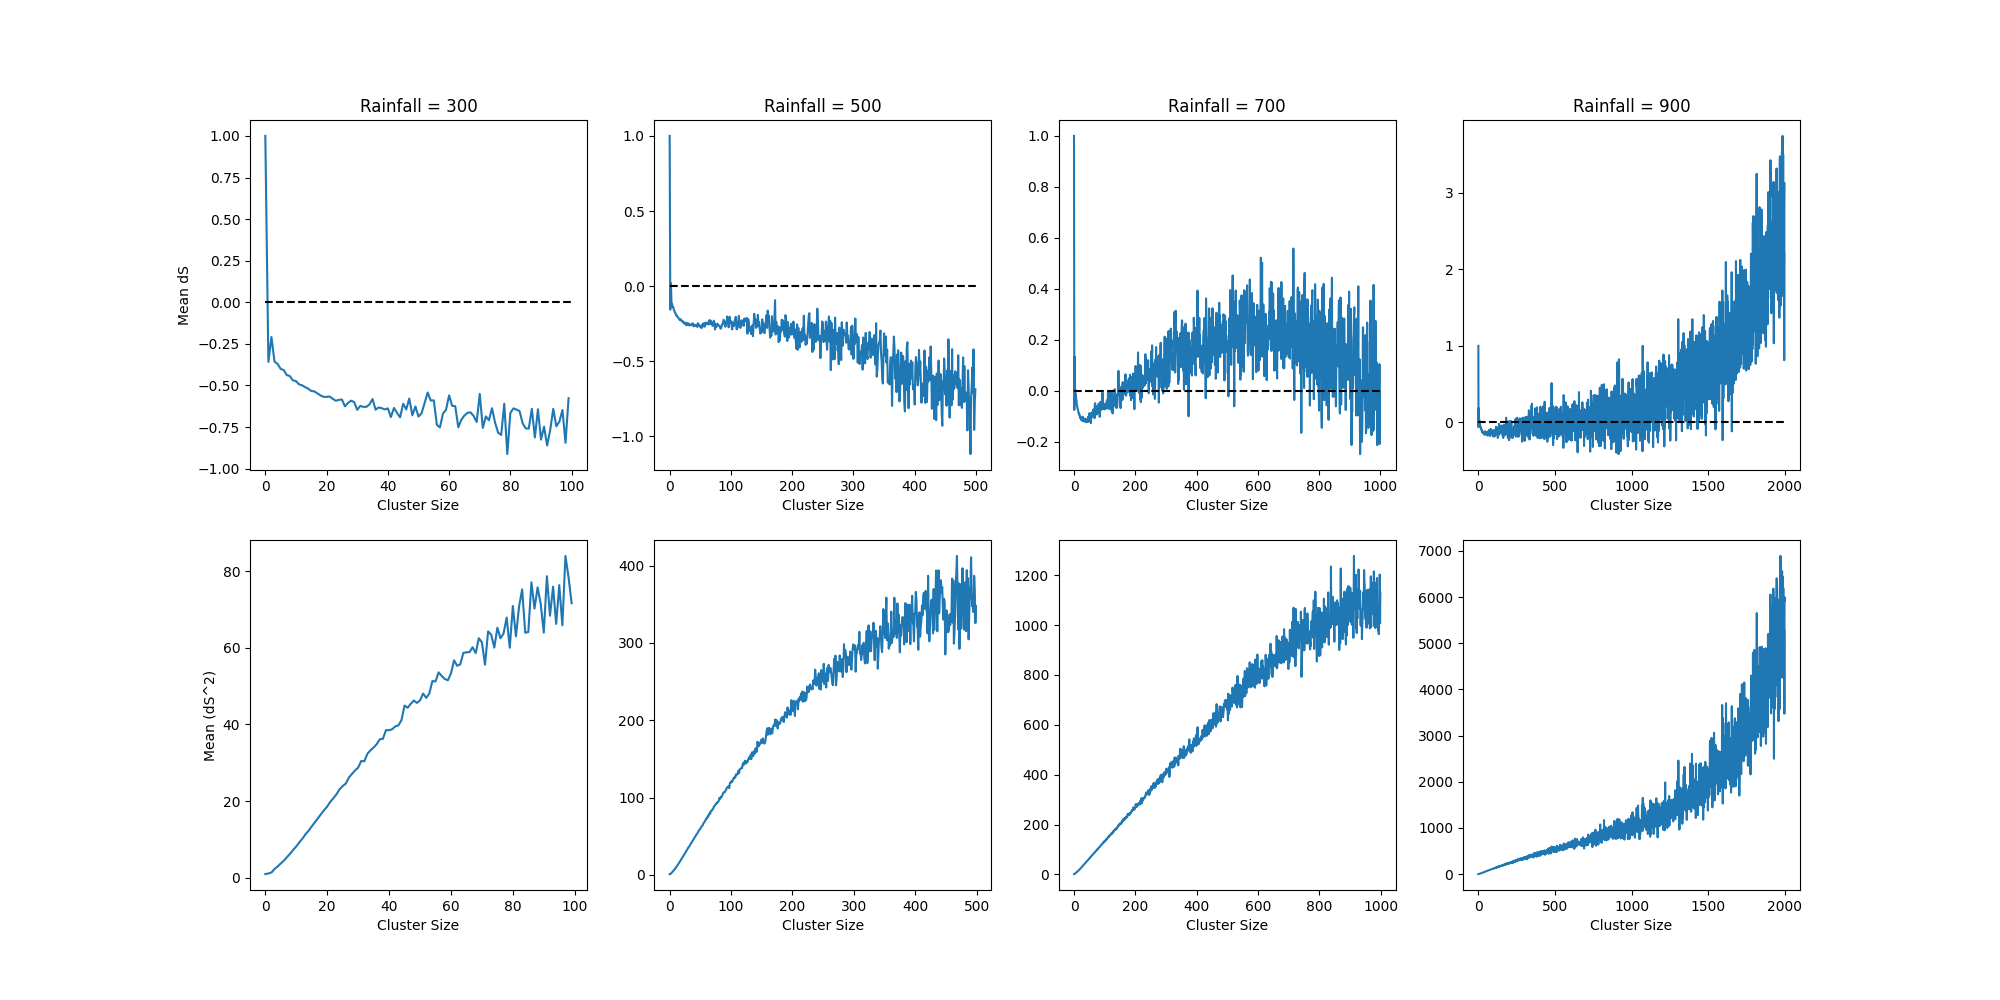 Rainfall = 300
Rainfall = 500
Rainfall = 700
Rainfall = 900
Mean dS
1.00
0.75
0.50
0.25
0.00
−0.25
−0.50
−0.75
−1.00
0 20 40 60 80 100
Cluster Size
1.0
0.5
0.0
−0.5
−1.0
0 100 200 300 400 500
Cluster Size
1.0
0.8
0.6
0.4
0.2
0.0
−0.2
0 200 400 600 800 1000
Cluster Size
3
2
1
0
0 500 1000 1500 2000
Cluster Size
Mean (dS^2)
80
60
40
20
0
0 20 40 60 80 100
Cluster Size
400
300
200
100
0
0 100 200 300 400 500
Cluster Size
1200
1000
800
600
400
200
0
0 200 400 600 800 1000
Cluster Size
7000
6000
5000
4000
3000
2000
1000
0
0 500 1000 1500 2000
Cluster Size